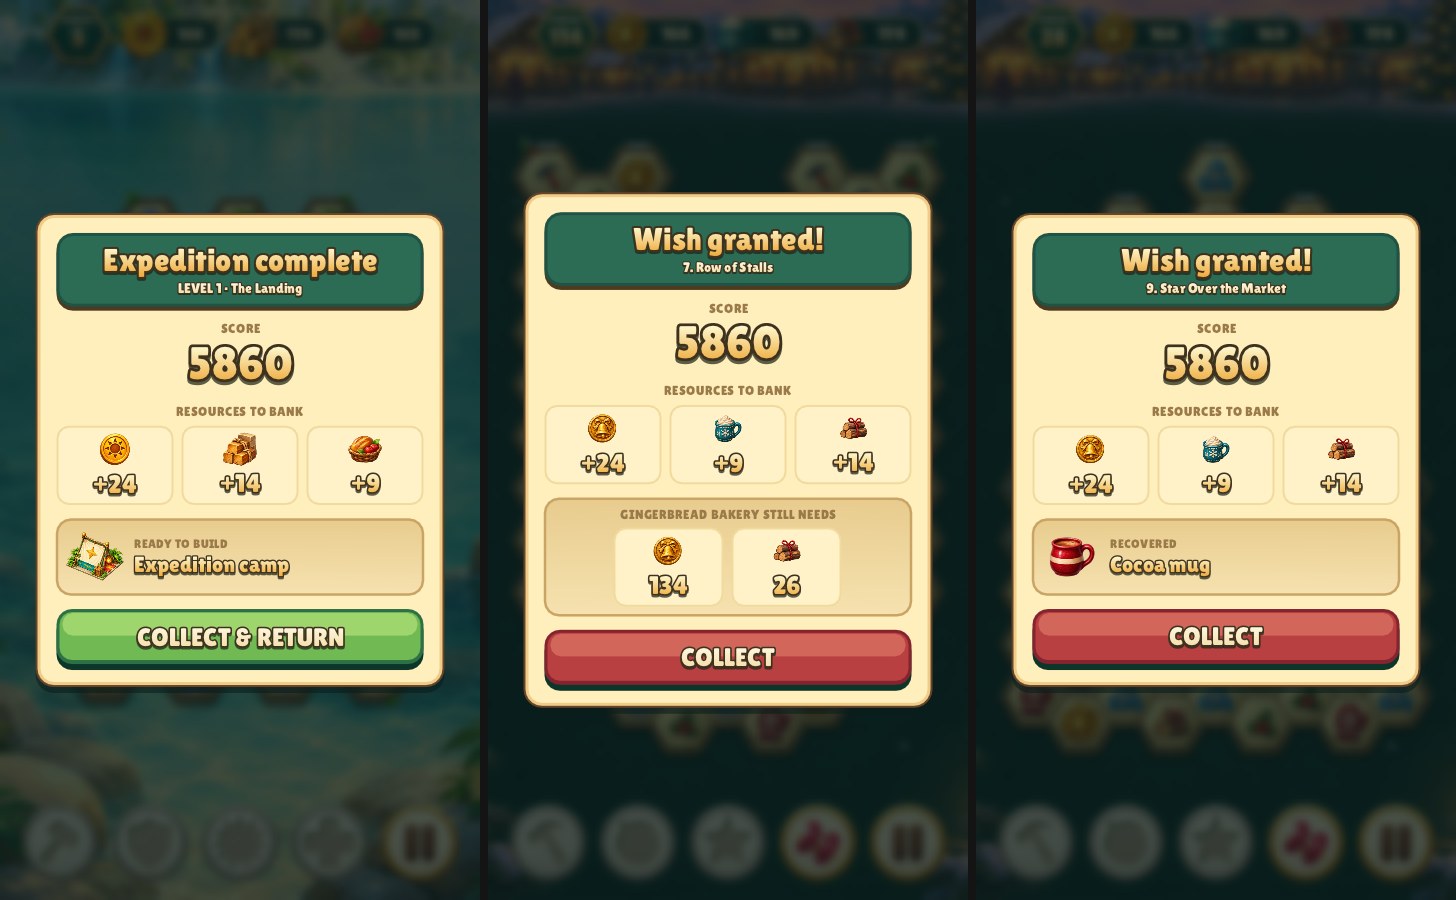 Expedition complete
LEVEL 1 · The Landing
SCORE
5860
RESOURCES TO BANK
+24
+14
+9
READY TO BUILD
Expedition camp
COLLECT & RETURN
Wish granted!
7. Row of Stalls
SCORE
5860
RESOURCES TO BANK
+24
+9
+14
GINGERBREAD BAKERY STILL NEEDS
134
26
COLLECT
Wish granted!
9. Star Over the Market
SCORE
5860
RESOURCES TO BANK
+24
+9
+14
RECOVERED
Cocoa mug
COLLECT